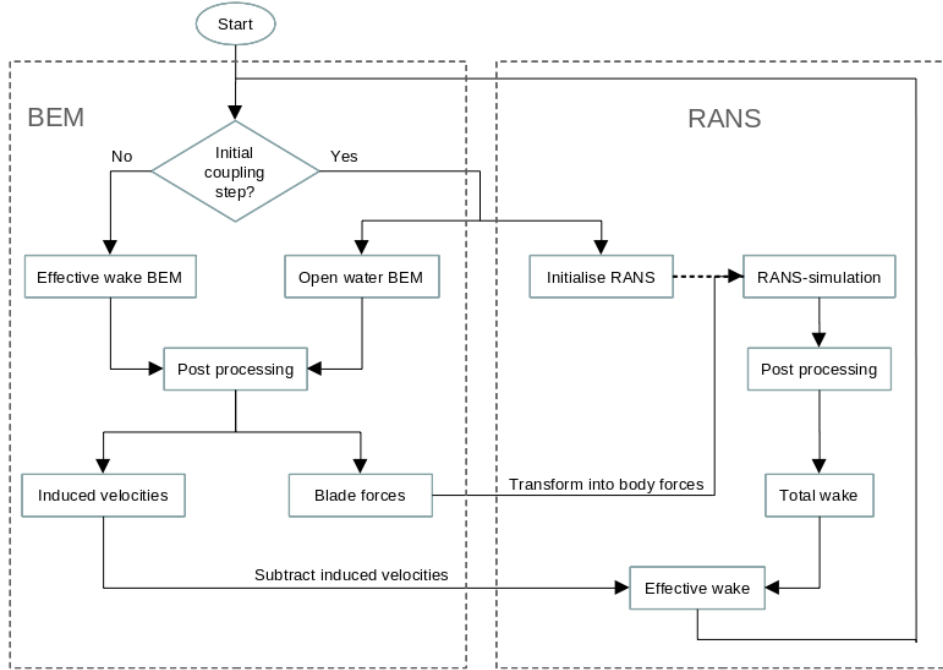 Start
BEM
RANS
No
Initial
coupling
step?
Yes
Effective wake BEM
Open water BEM
Initialise RANS
RANS-simulation
Post processing
Post processing
Induced velocities
Blade forces
Transform into body forces
Total wake
Subtract induced velocities
Effective wake